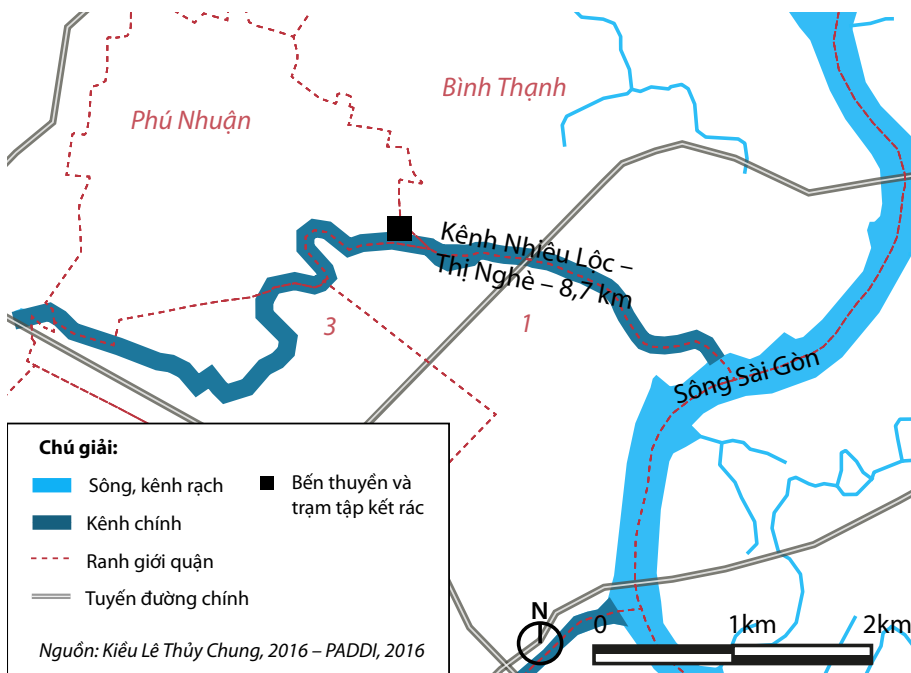 Bình Thạnh
Phú Nhuận
Kênh Nhiêu Lộc –
Thị Nghè – 8,7 km
3
1
Sông Sài Gòn
Chú giải:
Sông, kênh rạch
Kênh chính
Ranh giới quận
Tuyến đường chính
Bến thuyền và
trạm tập kết rác
Nguồn: Kiều Lê Thủy Chung, 2016 – PADDI, 2016
N
0 1km 2km